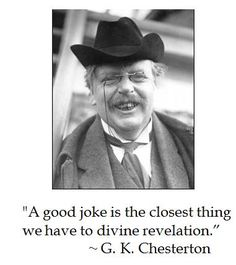 "A good joke is the closest thing
we have to divine revelation.”
~ G. K. Chesterton